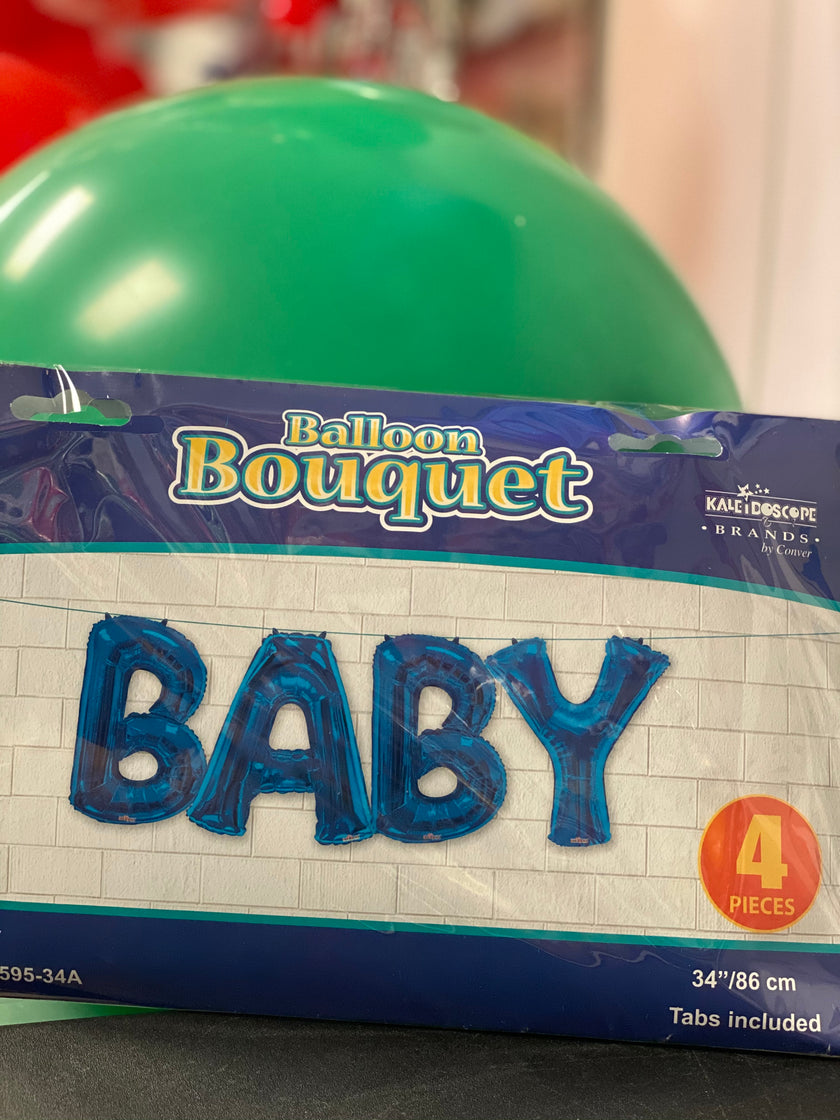 Balloon
Bouquet
KALEIDOSCOPE
• BRANDS •
by Conver
BABY
4
PIECES
595-34A
34”/86 cm
Tabs included